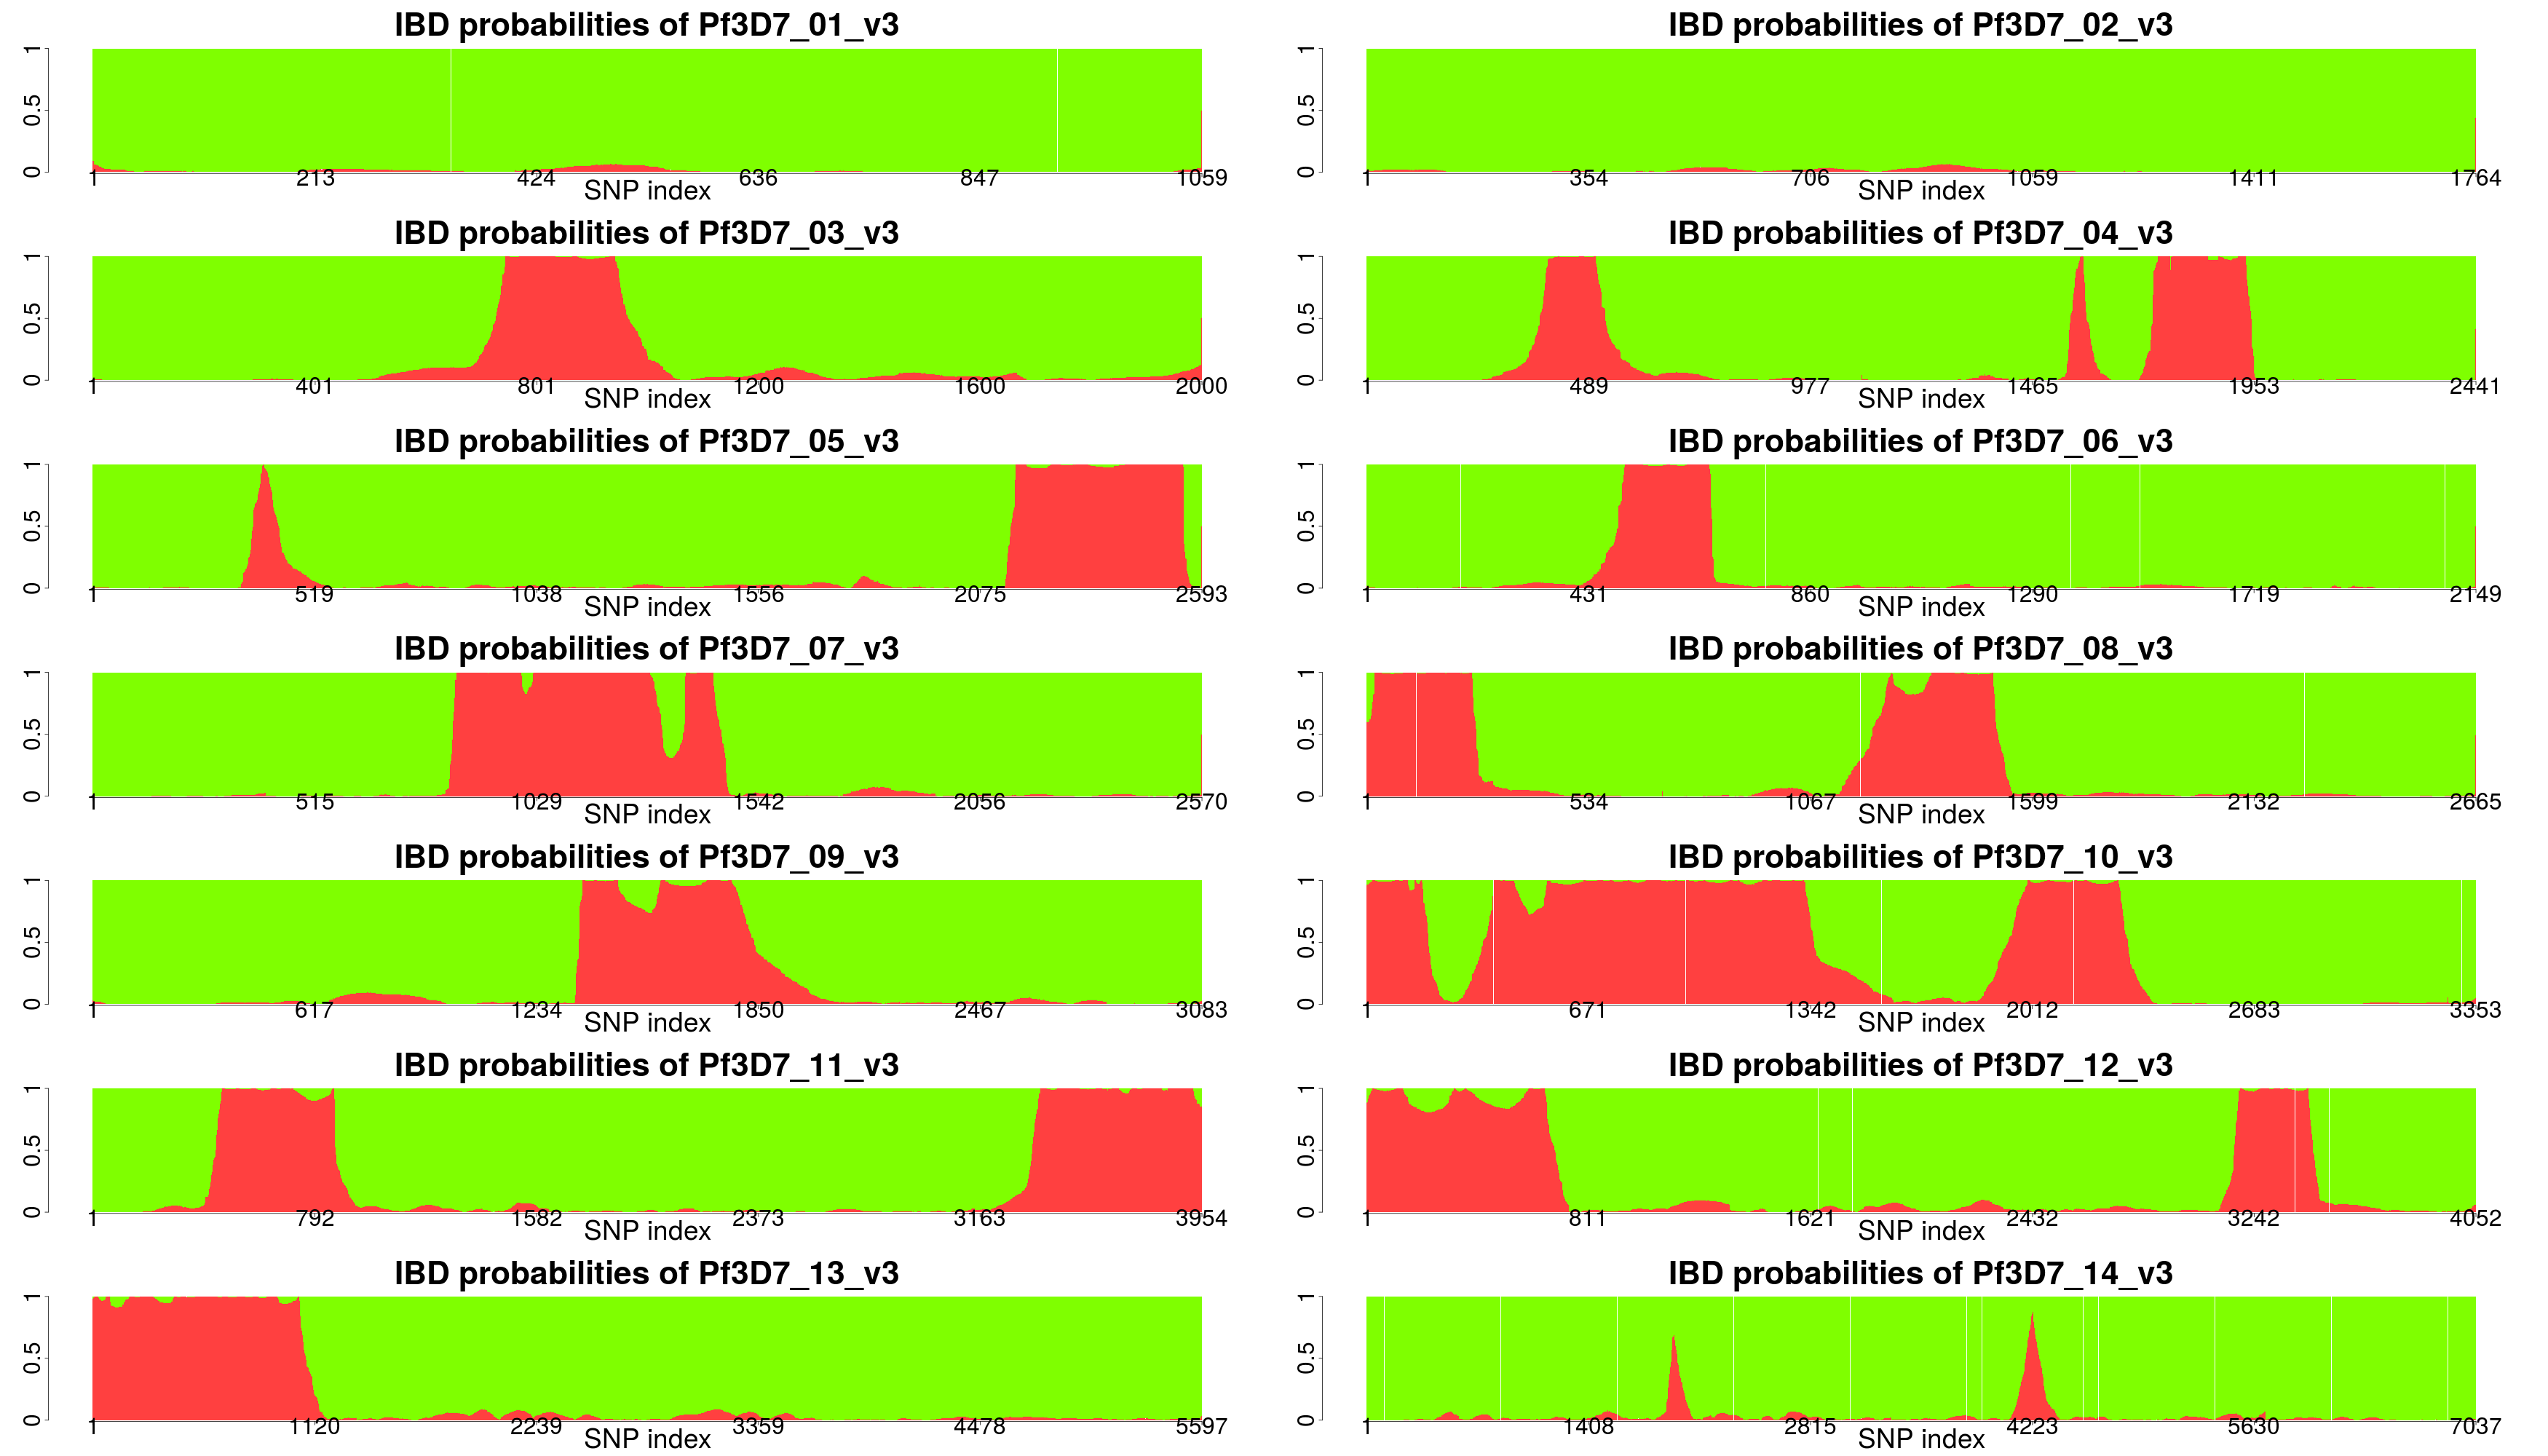 IBD probabilities of Pf3D7_01_v3
0 0.5 1
1 213 424 636 847 1059
SNP index
IBD probabilities of Pf3D7_02_v3
0 0.5 1
1 354 706 1059 1411 1764
SNP index
IBD probabilities of Pf3D7_03_v3
0 0.5 1
1 401 801 1200 1600 2000
SNP index
IBD probabilities of Pf3D7_04_v3
0 0.5 1
1 489 977 1465 1953 2441
SNP index
IBD probabilities of Pf3D7_05_v3
0 0.5 1
1 519 1038 1556 2075 2593
SNP index
IBD probabilities of Pf3D7_06_v3
0 0.5 1
1 431 860 1290 1719 2149
SNP index
IBD probabilities of Pf3D7_07_v3
0 0.5 1
1 515 1029 1542 2056 2570
SNP index
IBD probabilities of Pf3D7_08_v3
0 0.5 1
1 534 1067 1599 2132 2665
SNP index
IBD probabilities of Pf3D7_09_v3
0 0.5 1
1 617 1234 1850 2467 3083
SNP index
IBD probabilities of Pf3D7_10_v3
0 0.5 1
1 671 1342 2012 2683 3353
SNP index
IBD probabilities of Pf3D7_11_v3
0 0.5 1
1 792 1582 2373 3163 3954
SNP index
IBD probabilities of Pf3D7_12_v3
0 0.5 1
1 811 1621 2432 3242 4052
SNP index
IBD probabilities of Pf3D7_13_v3
0 0.5 1
1 1120 2239 3359 4478 5597
SNP index
IBD probabilities of Pf3D7_14_v3
0 0.5 1
1 1408 2815 4223 5630 7037
SNP index